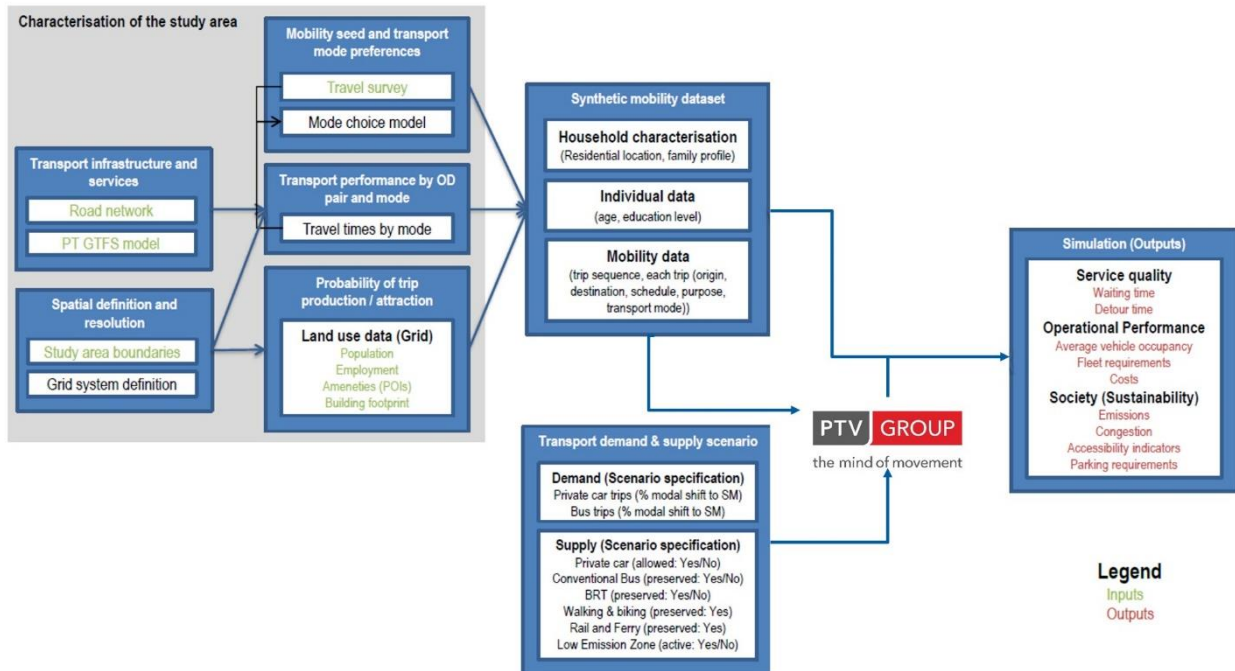 Characterisation of the study area
Mobility seed and transport
mode preferences
Travel survey
Mode choice model
Transport infrastructure and
services
Road network
PT GTFS model
Transport performance by OD
pair and mode
Travel times by mode
Spatial definition and
resolution
Study area boundaries
Grid system definition
Probability of trip
production / attraction
Land use data (Grid)
Population
Employment
Ameneties (POIs)
Building footprint
Synthetic mobility dataset
Household characterisation
(Residential location, family profile)
Individual data
(age, education level)
Mobility data
(trip sequence, each trip (origin,
destination, schedule, purpose,
transport mode))
Transport demand & supply scenario
Demand (Scenario specification)
Private car trips (% modal shift to SM)
Bus trips (% modal shift to SM)
Supply (Scenario specification)
Private car (allowed: Yes/No)
Conventional Bus (preserved: Yes/No)
BRT (preserved: Yes/No)
Walking & biking (preserved: Yes)
Rail and Ferry (preserved: Yes)
Low Emission Zone (active: Yes/No)
PTV GROUP
the mind of movement
Simulation (Outputs)
Service quality
Waiting time
Detour time
Operational Performance
Average vehicle occupancy
Fleet requirements
Costs
Society (Sustainability)
Emissions
Congestion
Accessibility indicators
Parking requirements
Legend
Inputs
Outputs